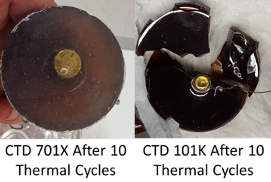 CTD 701X After 10
Thermal Cycles
CTD 101K After 10
Thermal Cycles